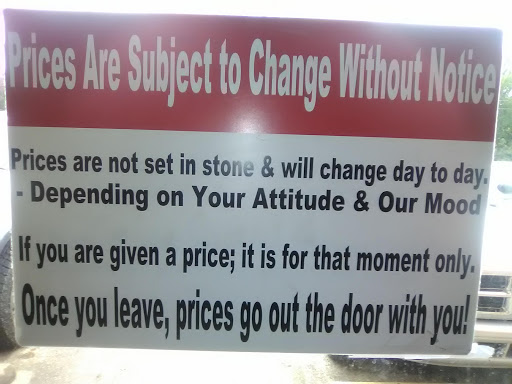 Prices Are Subject to Change Without Notice
Prices are not set in stone & will change day to day.
- Depending on Your Attitude & Our Mood
If you are given a price; it is for that moment only.
Once you leave, prices go out the door with you!